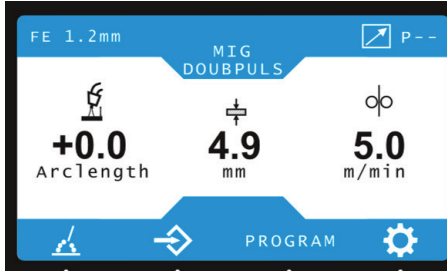 FE 1.2mm
MIG
DOUBPULS
P--
+0.0
Arclength
4.9
mm
5.0
m/min
PROGRAM